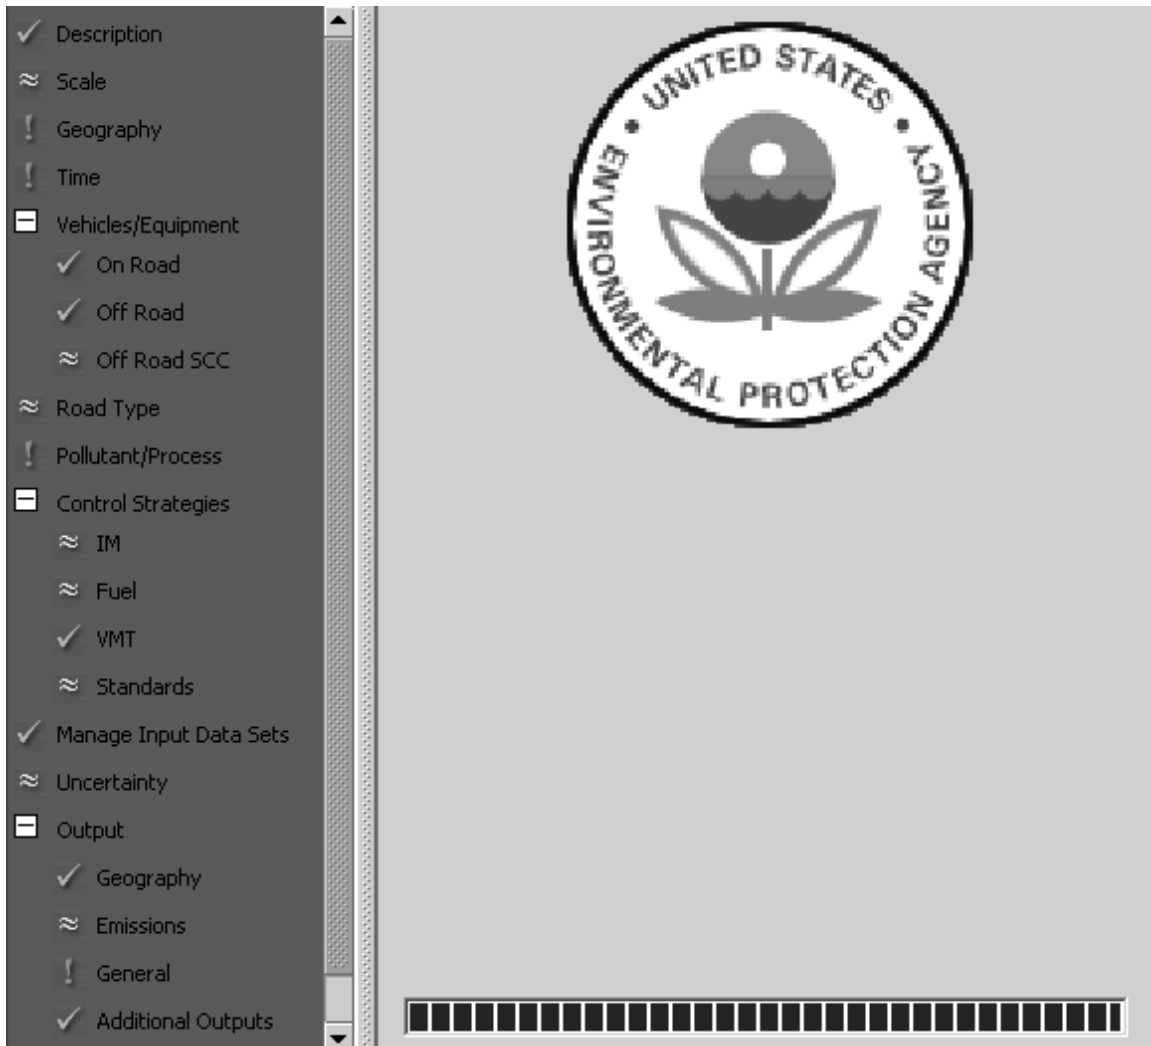 Description
Scale
Geography
Time
Vehicles/Equipment
On Road
Off Road
Off Road SCC
Road Type
Pollutant/Process
Control Strategies
IM
Fuel
VMT
Standards
Manage Input Data Sets
Uncertainty
Output
Geography
Emissions
General
Additional Outputs
UNITED STATES • ENVIRONMENTAL PROTECTION AGENCY •